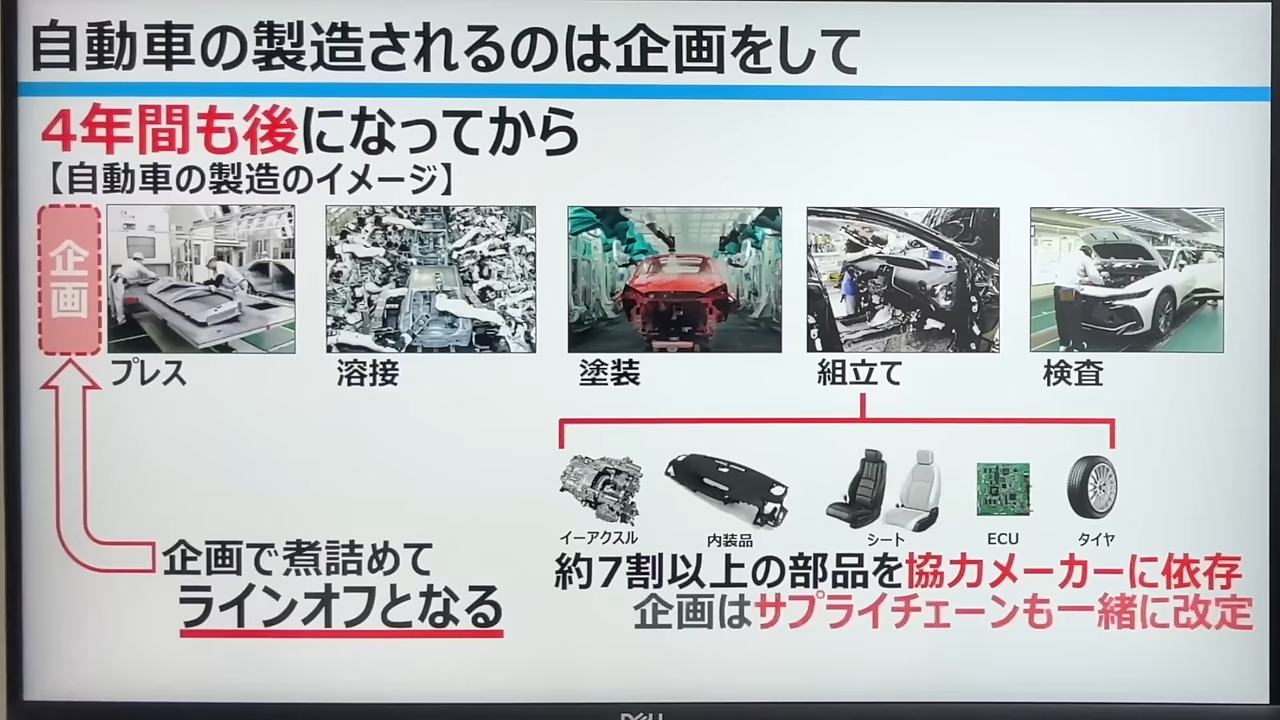 自動車の製造されるのは企画をして
4年間も後になってから
【自動車の製造のイメージ】
企画
プレス
溶接
塗装
組立て
検査
イーアクスル
内装品
シート
ECU
タイヤ
企画で煮詰めて
ラインオフとなる
約7割以上の部品を協力メーカーに依存
企画はサプライチェーンも一緒に改定